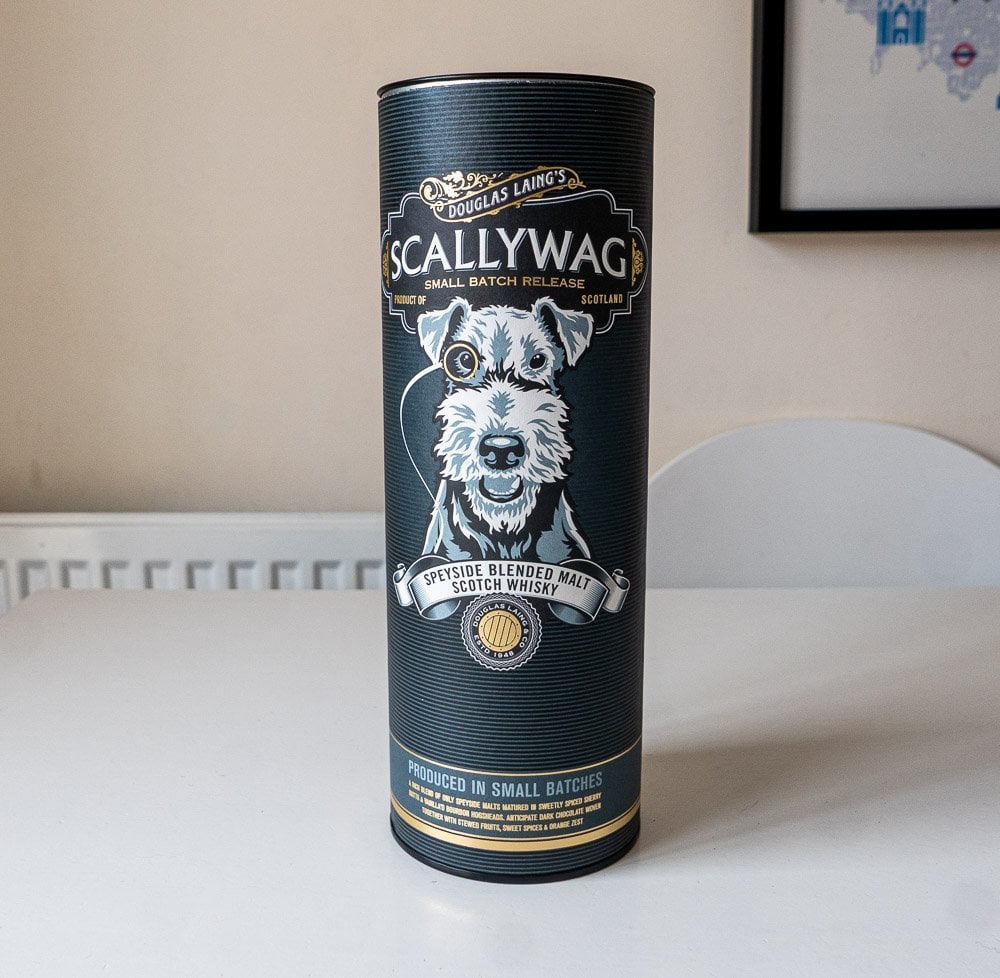 DOUGLAS LAING'S
SCALLYWAG
SMALL BATCH RELEASE
PRODUCT OF SCOTLAND
SPEYSIDE BLENDED MALT
SCOTCH WHISKY
DOUGLAS LAING & CO
ESTD 1948
PRODUCED IN SMALL BATCHES
A RICH BLEND OF ONLY SPEYSIDE MALTS MATURED IN SWEETLY SPICED SHERRY
BUTTS & VANILLA'D BOURBON HOGSHEADS. ANTICIPATE DARK CHOCOLATE WOVEN
TOGETHER WITH STEWED FRUITS, SWEET SPICES & ORANGE ZEST